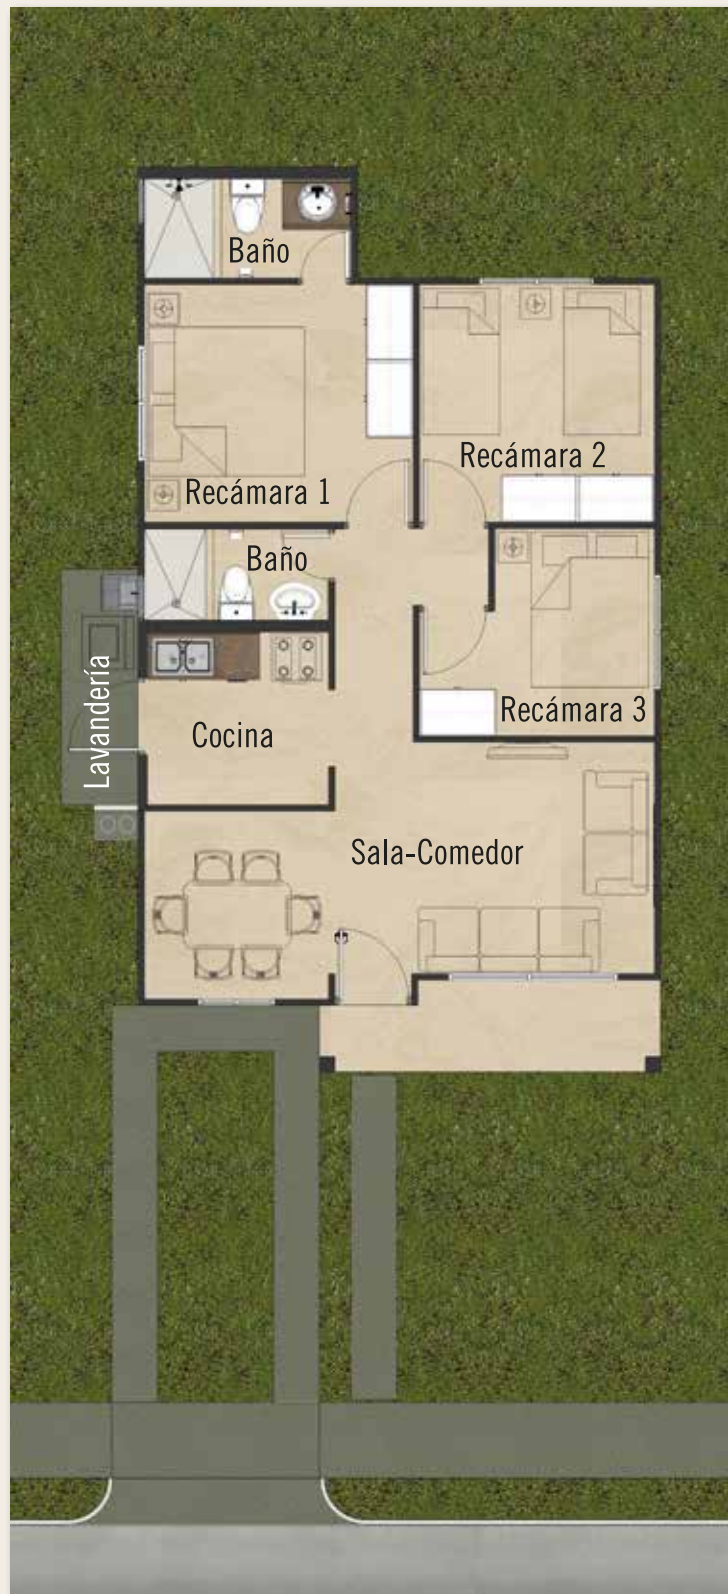 Baño
Recámara 1
Recámara 2
Baño
Lavandería
Cocina
Recámara 3
Sala-Comedor